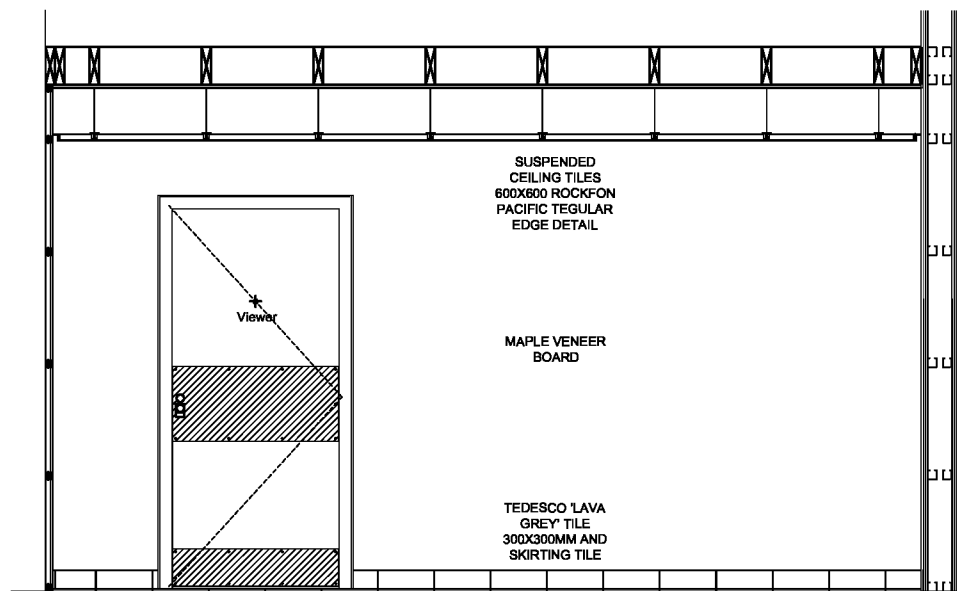 SUSPENDED
CEILING TILES
600X600 ROCKFON
PACIFIC TEGULAR
EDGE DETAIL
Viewer
MAPLE VENEER
BOARD
TEDESCO 'LAVA
GREY' TILE
300X300MM AND
SKIRTING TILE